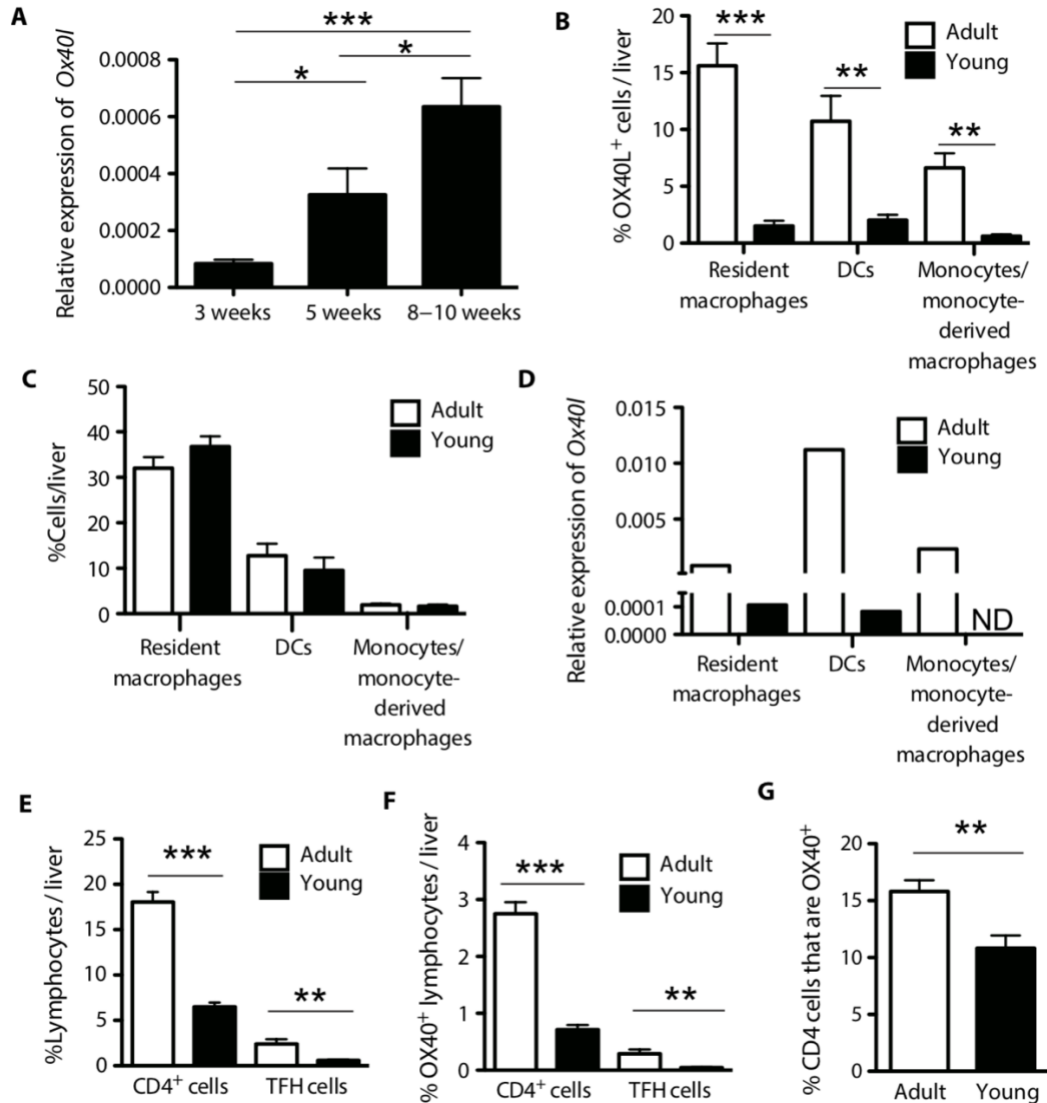 A
Relative expression of Ox40l
0.0008
0.0006
0.0004
0.0002
0.0000
***
*
*
3 weeks
5 weeks
8–10 weeks
B
% OX40L+ cells / liver
20
15
10
5
0
***
**
**
Adult
Young
Resident
macrophages
DCs
Monocytes/
monocyte-
derived
macrophages
C
%Cells/liver
50
40
30
20
10
0
Adult
Young
Resident
macrophages
DCs
Monocytes/
monocyte-
derived
macrophages
D
Relative expression of Ox40l
0.015
0.010
0.005
0.0001
0.0000
Adult
Young
ND
Resident
macrophages
DCs
Monocytes/
monocyte-
derived
macrophages
E
%Lymphocytes / liver
25
20
15
10
5
0
***
**
Adult
Young
CD4+ cells
TFH cells
F
% OX40+ lymphocytes / liver
4
3
2
1
0
***
**
Adult
Young
CD4+ cells
TFH cells
G
% CD4 cells that are OX40+
20
15
10
5
0
**
Adult
Young